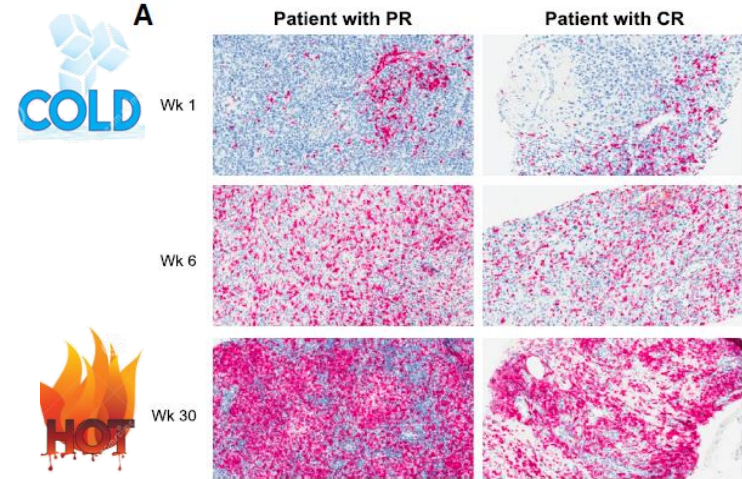 A
Patient with PR
Patient with CR
COLD
Wk 1
Wk 6
HOT
Wk 30